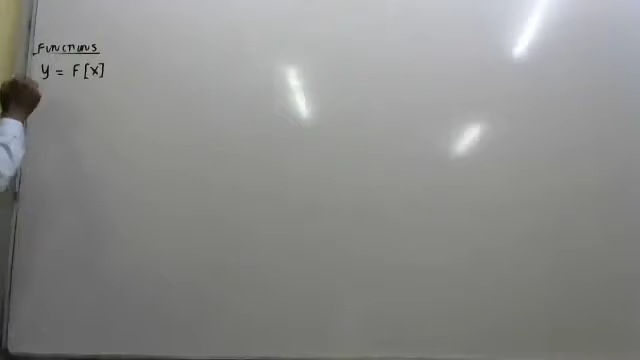 FUNCTIONS
y = F[x]